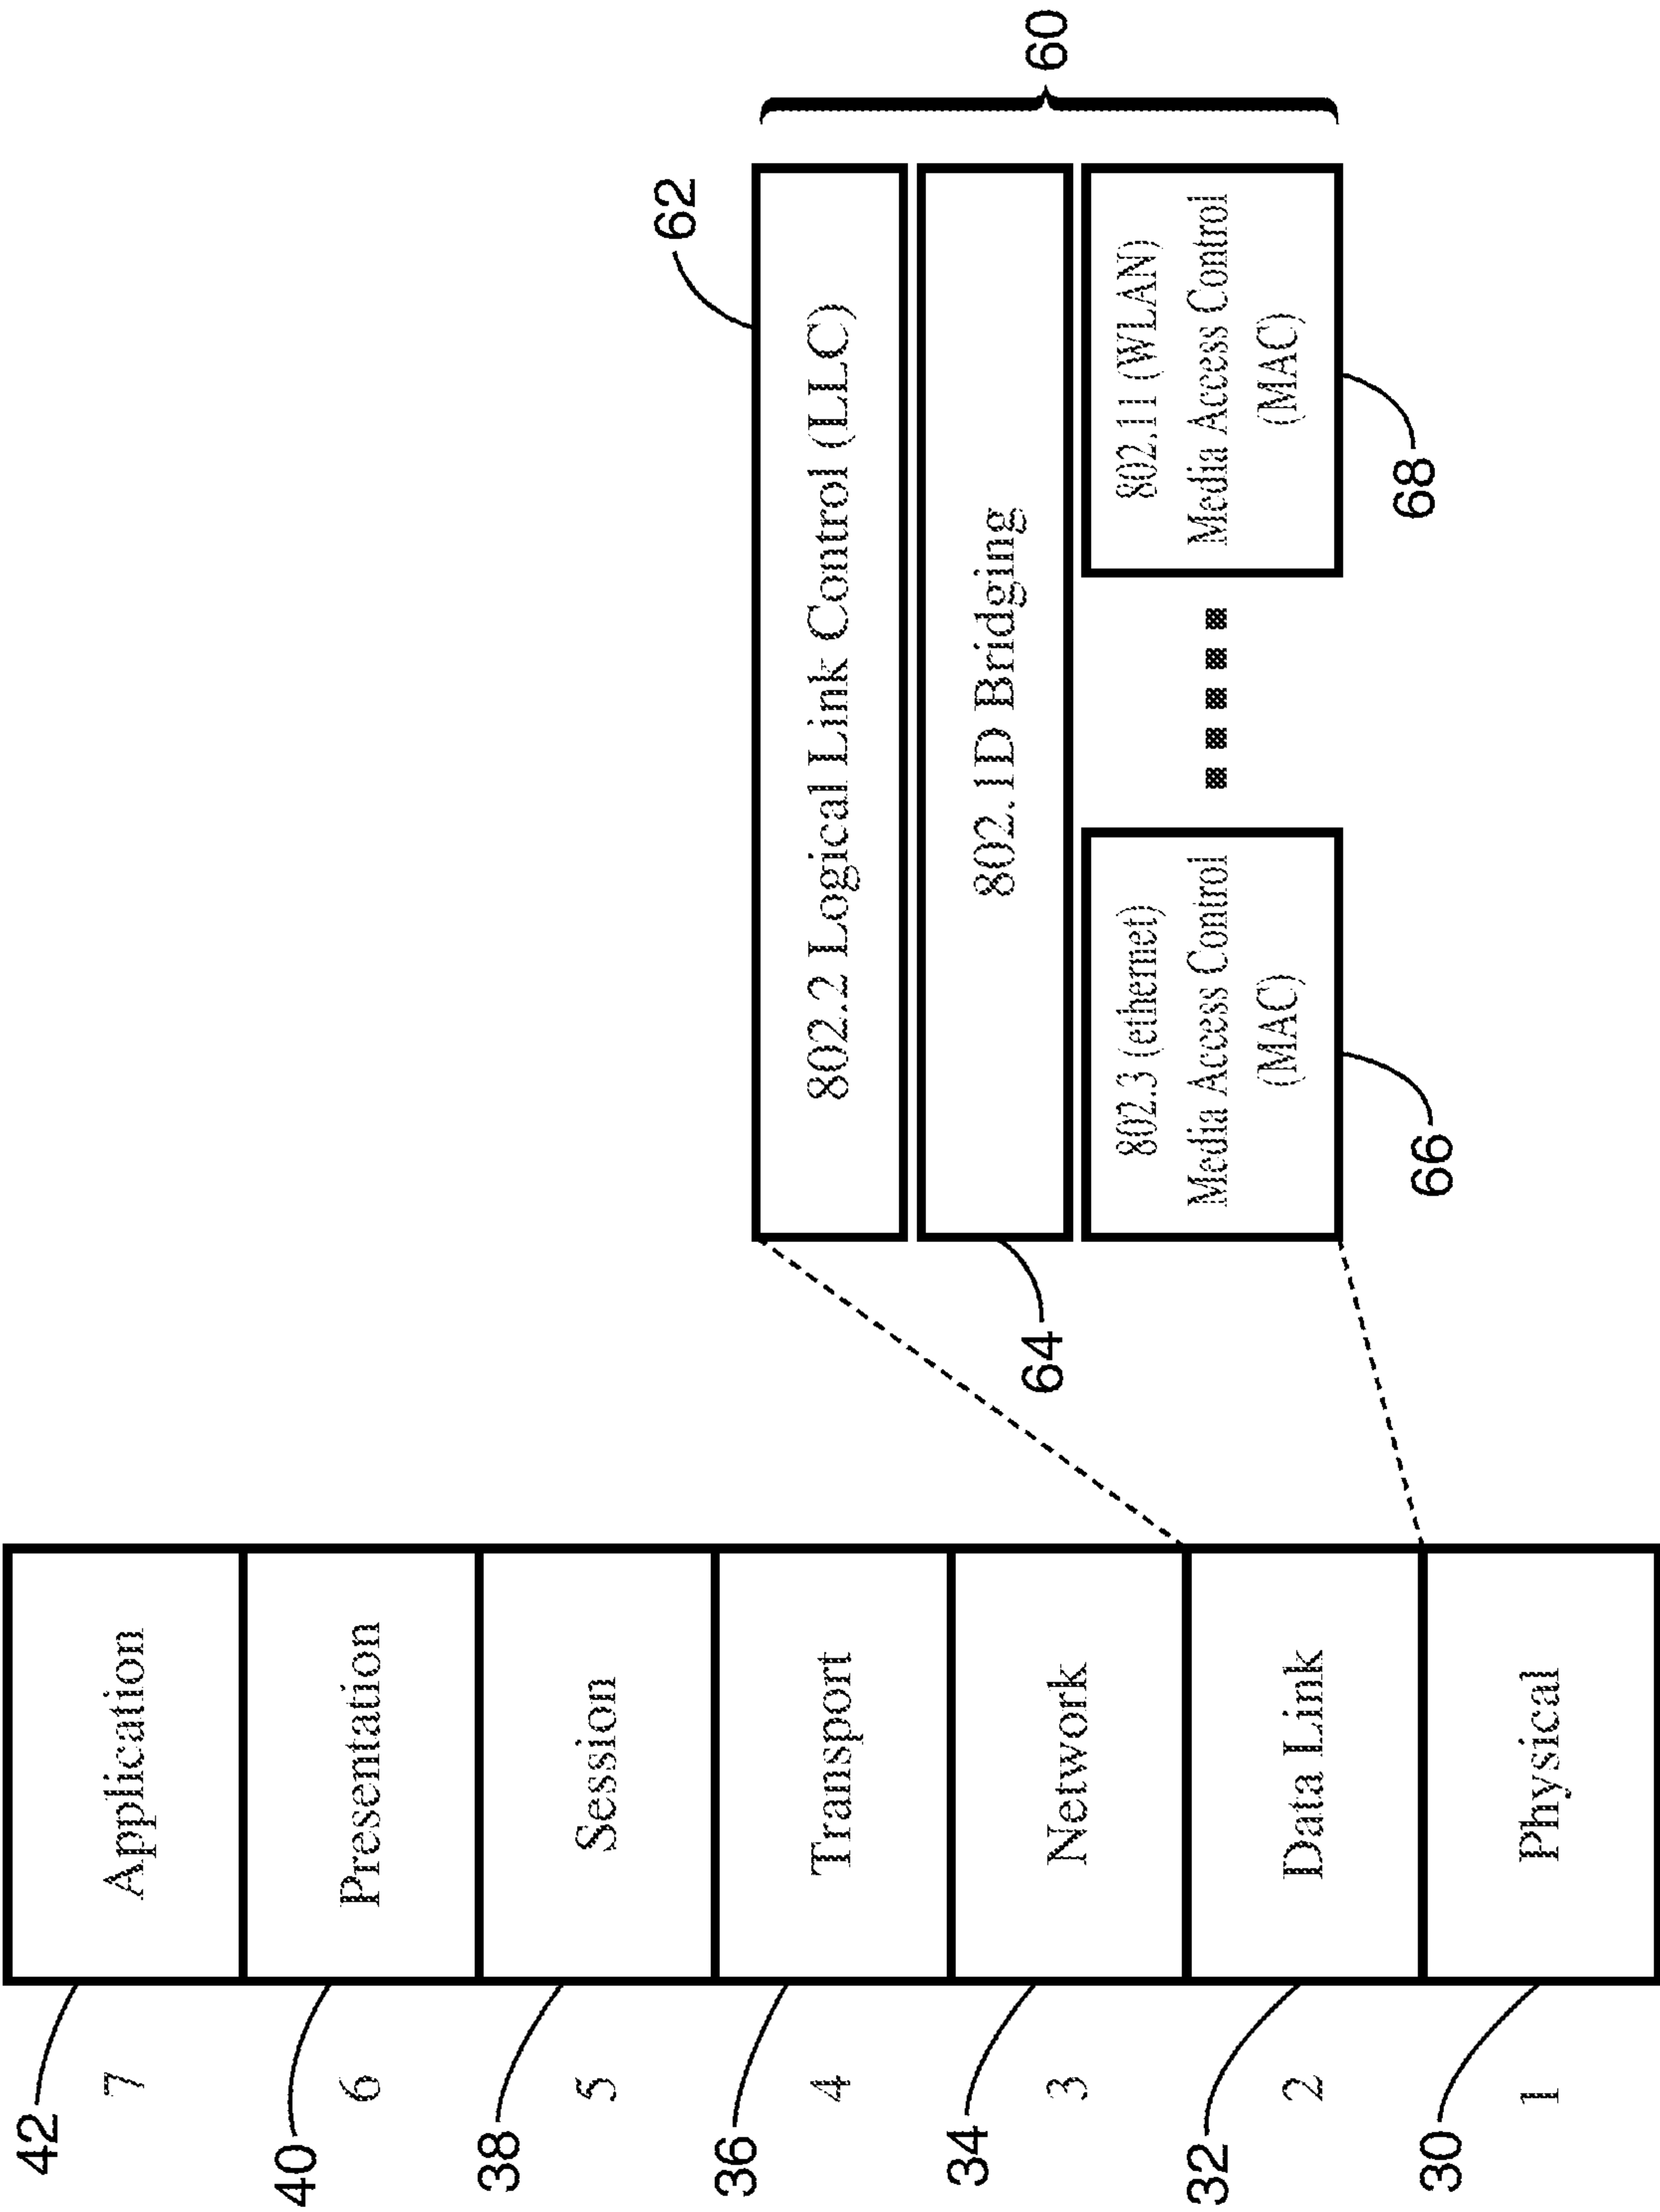 42
7
Application
40
6
Presentation
38
5
Session
36
4
Transport
34
3
Network
32
2
Data Link
30
1
Physical
62
802.2 Logical Link Control (LLC)
64
802.1D Bridging
60
802.3 (ethernet)
Media Access Control
(MAC)
66
802.11 (WLAN)
Media Access Control
(MAC)
68